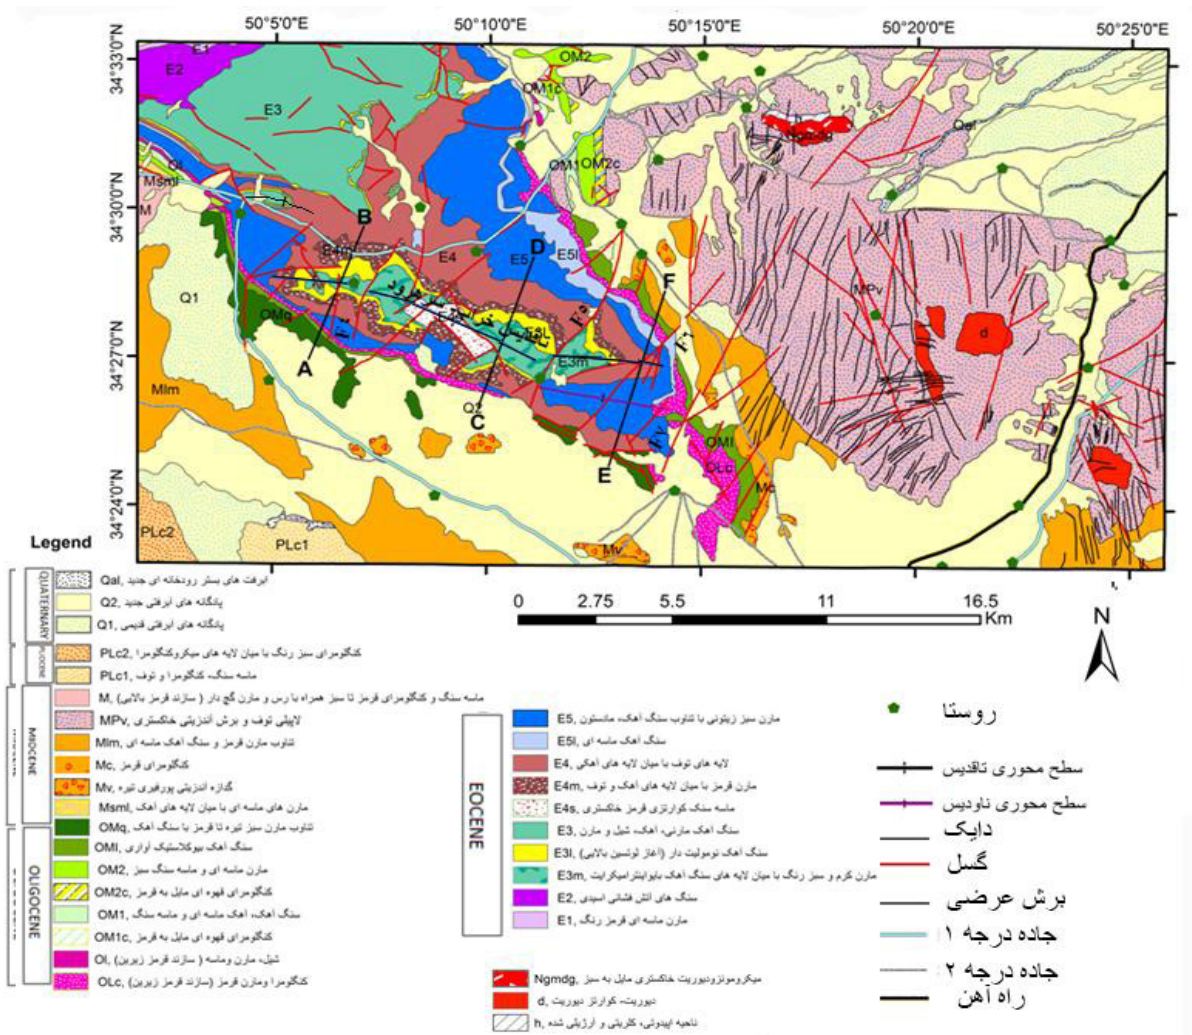 50°5'0"E
50°10'0"E
50°15'0"E
50°20'0"E
50°25'0"E
34°33'0"N
34°30'0"N
34°27'0"N
34°24'0"N
E1
E2
E3
OM2
OM1c
OM1
OM2c
Ngmdg
Qal
Ol
Msml
M
B
E4m
E4
D
E5
E5l
F
Q1
OMq
A
E3l
E3m
MPv
d
Mlm
Q2
C
E
OMl
OLc
Mc
Mv
PLc2
PLc1
Legend
0 2.75 5.5 11 16.5
Km
N
QUATERNARY
Qal, آبرفت های بستر رودخانه ای جدید
Q2, پادگانه های آبرفتی جدید
Q1, پادگانه های آبرفتی قدیمی
PLc2, کنگلومرای سبز رنگ با میان لایه های میکروکنگلومرا
PLc1, ماسه سنگ، کنگلومرا و توف
MIOCENE
M, ماسه سنگ و کنگلومرای قرمز تا سبز همراه با رس و مارن گچ دار ( سازند قرمز بالایی)
MPv, لاپیلی توف و برش آندزیتی خاکستری
Mlm, تناوب مارن قرمز و سنگ آهک ماسه ای
Mc, کنگلومرای قرمز
Mv, گدازه آندزیتی پورفیری تیره
Msml, مارن های ماسه ای با میان لایه های آهک
OLIGOCENE
OMq, تناوب مارن سبز تیره تا قرمز با سنگ آهک
OMl, سنگ آهک بیوکلاستیک آواری
OM2, مارن ماسه ای و ماسه سنگ سبز
OM2c, کنگلومرای قهوه ای مایل به قرمز
OM1, سنگ آهک، آهک ماسه ای و ماسه سنگ
OM1c, کنگلومرای قهوه ای مایل به قرمز
Ol, شیل، مارن وماسه ( سازند قرمز زیرین)
OLc, کنگلومرا ومارن قرمز (سازند قرمز زیرین)
EOCENE
E5, مارن سبز زیتونی با تناوب سنگ آهک، مادستون
E5l, سنگ آهک ماسه ای
E4, لایه های توف با میان لایه های آهکی
E4m, مارن قرمز با میان لایه های آهک و توف
E4s, ماسه سنگ کوارتزی قرمز خاکستری
E3, سنگ آهک مارنی، آهک، شیل و مارن
E3l, سنگ آهک نومولیت دار (آغاز لوتسین بالایی)
E3m, مارن کرم و سبز رنگ با میان لایه های سنگ آهک بایواینترامیکرایت
E2, سنگ های آتش فشانی اسیدی
E1, مارن ماسه ای قرمز رنگ
Ngmdg, میکرومونزودیوریت خاکستری مایل به سبز
d, دیوریت، کوارتز دیوریت
h, ناحیه اپیدوتی، کلریتی و آرژیلی شده
روستا
سطح محوری تاقدیس
سطح محوری ناودیس
دایک
گسل
برش عرضی
جاده درجه ۱
جاده درجه ۲
راه آهن